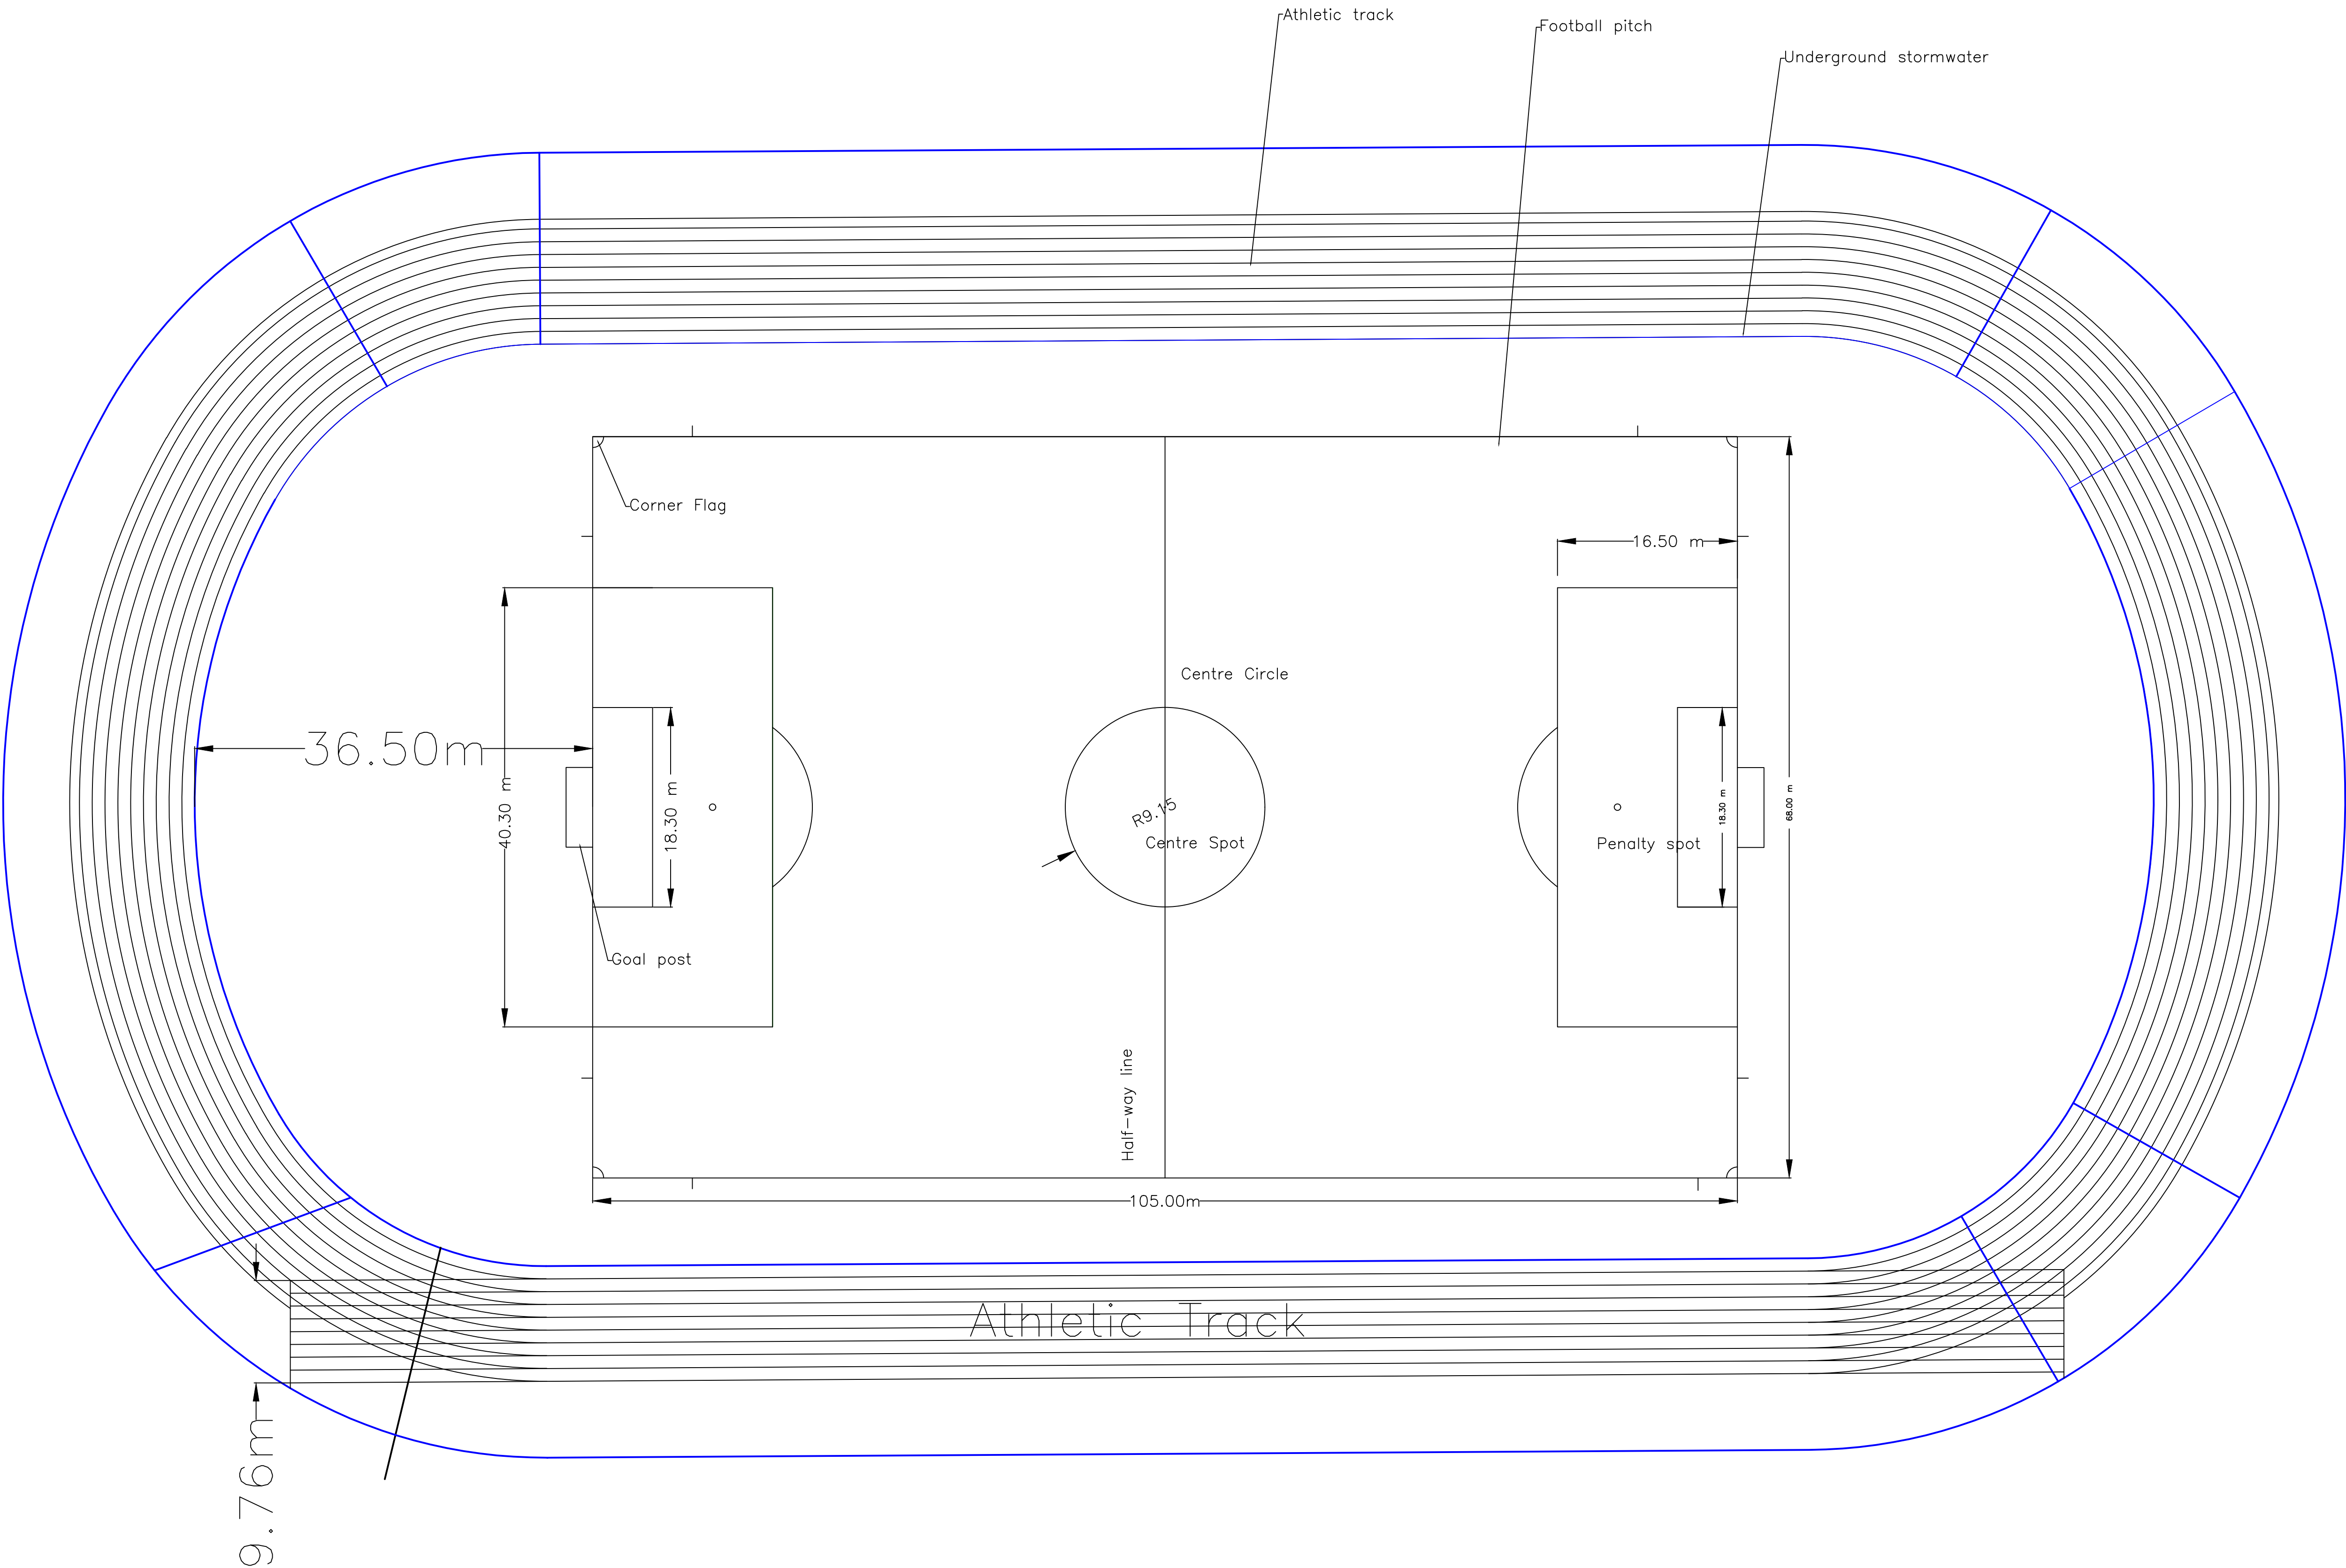 Athletic track
Football pitch
Underground stormwater
Corner Flag
16.50 m
Centre Circle
36.50m
40.30 m
18.30 m
R9.15
Centre Spot
Penalty spot
18.30 m
68.00 m
Goal post
Half-way line
105.00m
Athletic Track
9.76m